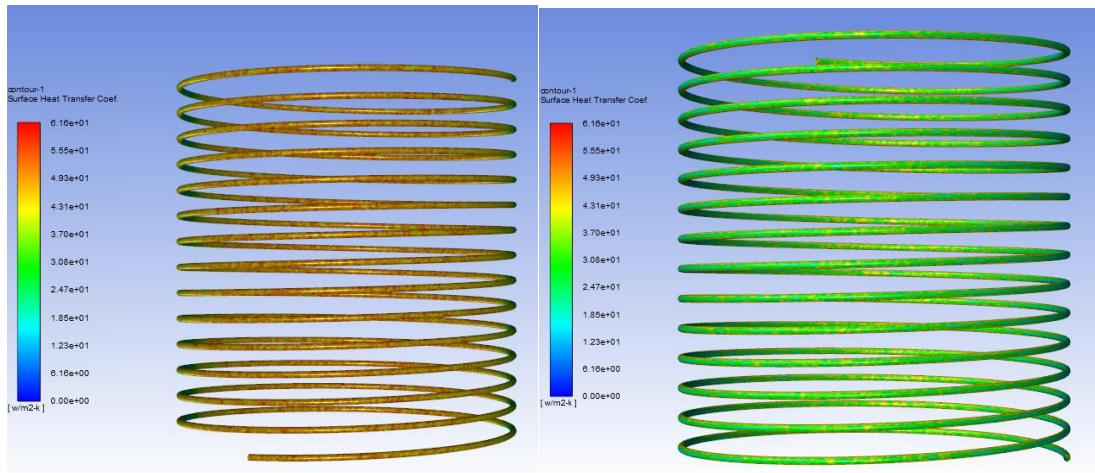 contour-1
Surface Heat Transfer Coef.
6.16e+01
5.55e+01
4.93e+01
4.31e+01
3.70e+01
3.08e+01
2.47e+01
1.85e+01
1.23e+01
6.16e+00
0.00e+00
[ w/m2-k ]
contour-1
Surface Heat Transfer Coef.
6.16e+01
5.55e+01
4.93e+01
4.31e+01
3.70e+01
3.08e+01
2.47e+01
1.85e+01
1.23e+01
6.16e+00
0.00e+00
[ w/m2-k ]